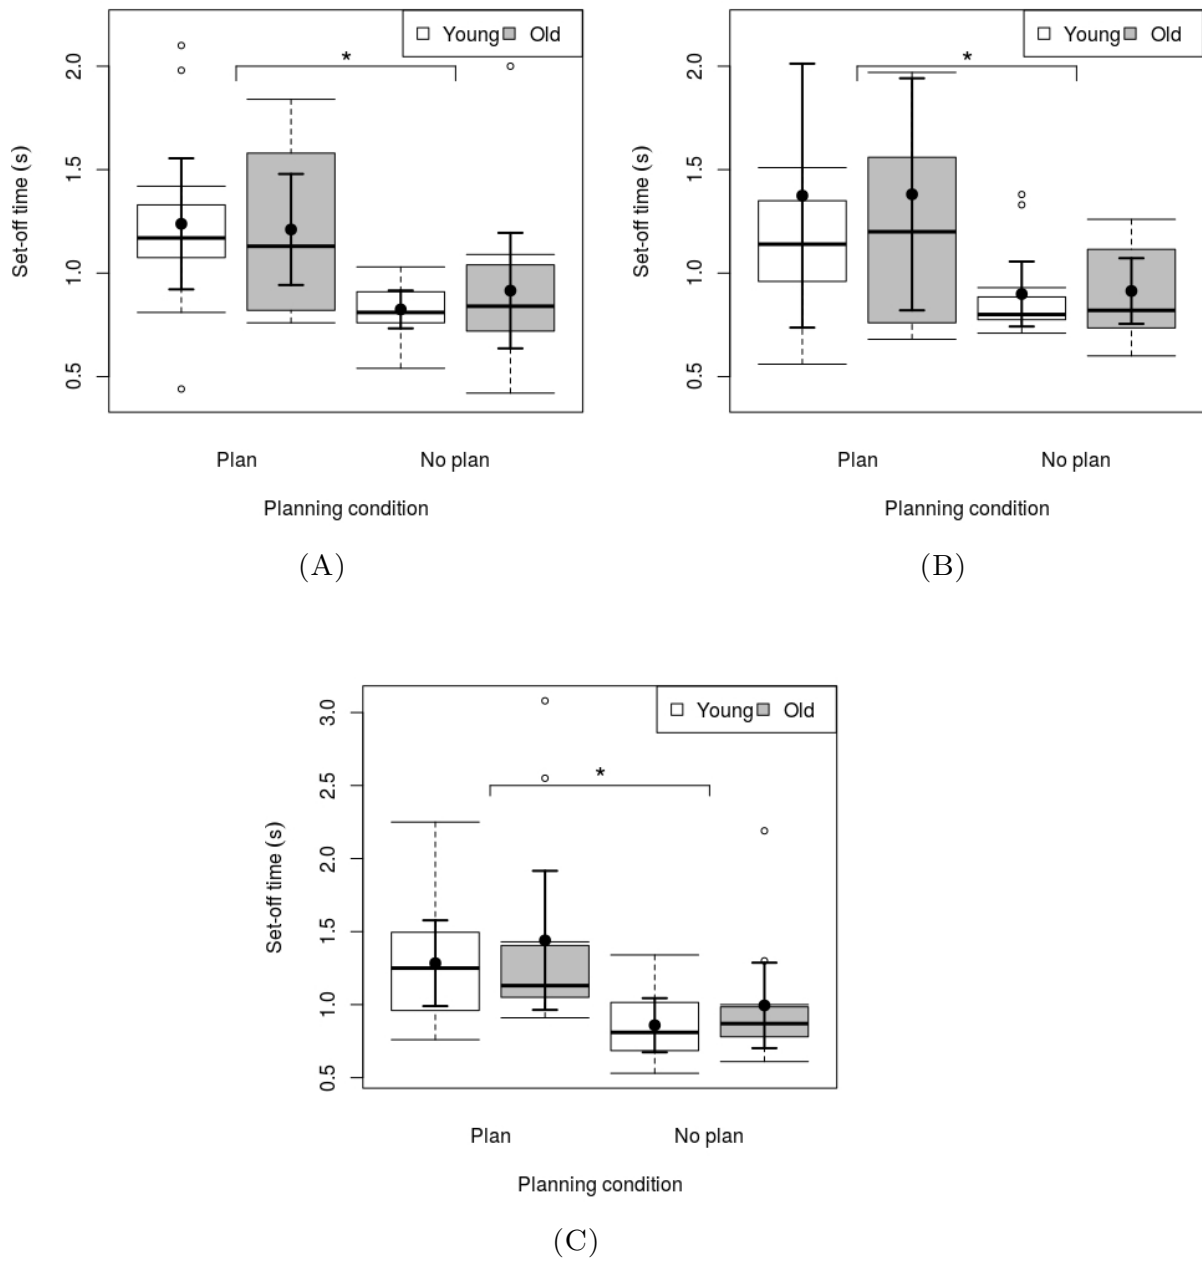 Young Old
*
2.0
1.5
1.0
0.5
Set-off time (s)
Plan No plan
Planning condition
(A)
Young Old
*
2.0
1.5
1.0
0.5
Set-off time (s)
Plan No plan
Planning condition
(B)
Young Old
*
3.0
2.5
2.0
1.5
1.0
0.5
Set-off time (s)
Plan No plan
Planning condition
(C)